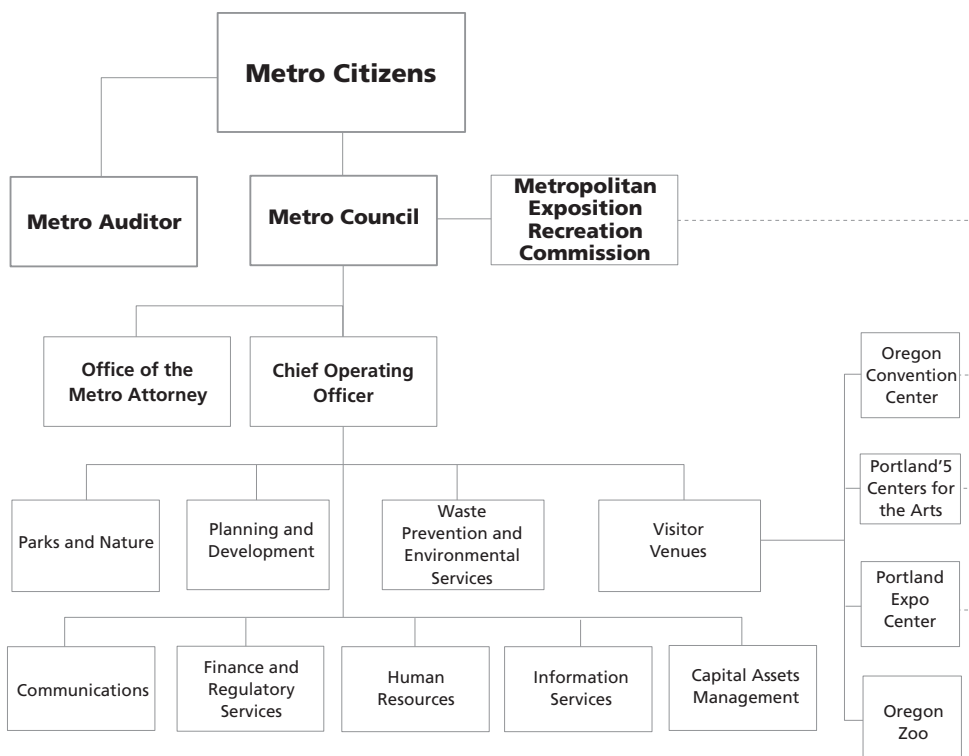 Metro Citizens
Metro Auditor
Metro Council
Metropolitan
Exposition
Recreation
Commission
Office of the
Metro Attorney
Chief Operating
Officer
Oregon
Convention
Center
Portland'5
Centers for
the Arts
Portland
Expo
Center
Oregon
Zoo
Parks and Nature
Planning and
Development
Waste
Prevention and
Environmental
Services
Visitor
Venues
Communications
Finance and
Regulatory
Services
Human
Resources
Information
Services
Capital Assets
Management